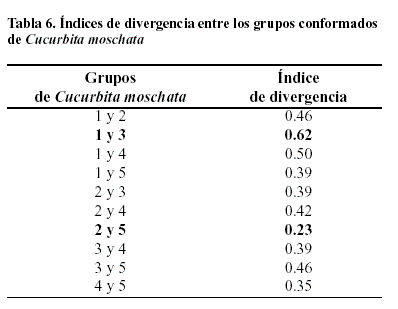 Tabla 6. Índices de divergencia entre los grupos conformados
de Cucurbita moschata
Grupos Índice
de Cucurbita moschata de divergencia
1 y 2 0.46
1 y 3 0.62
1 y 4 0.50
1 y 5 0.39
2 y 3 0.39
2 y 4 0.42
2 y 5 0.23
3 y 4 0.39
3 y 5 0.46
4 y 5 0.35